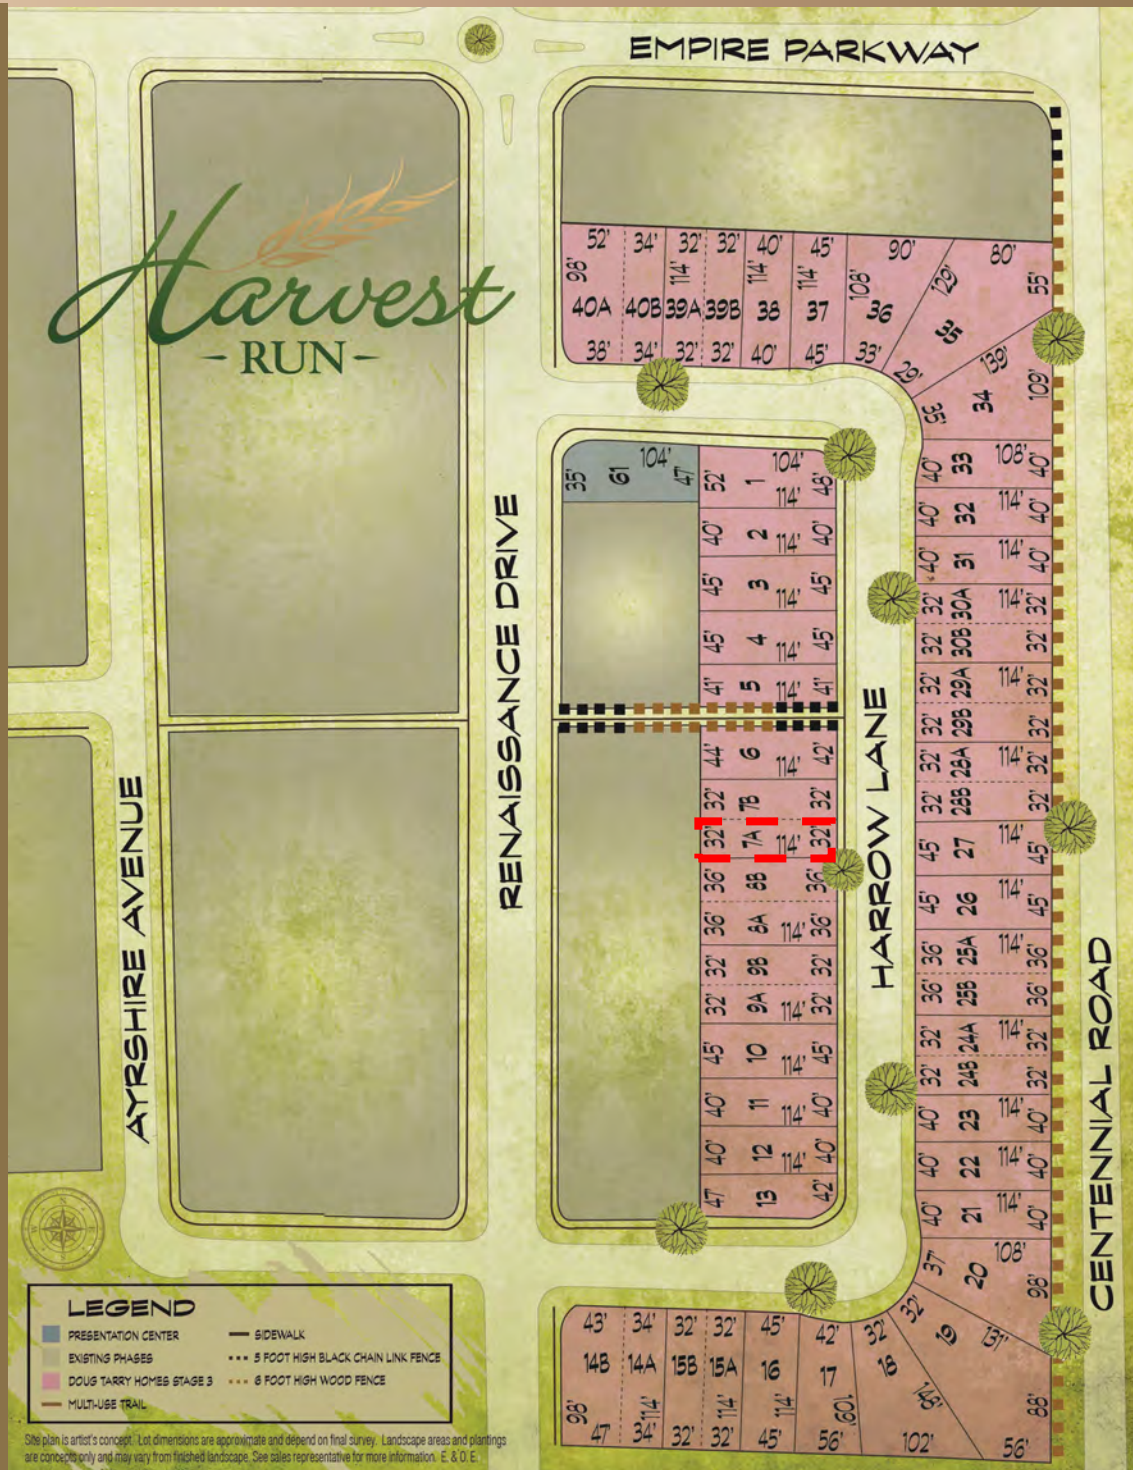 EMPIRE PARKWAY
Harvest
- RUN -
52' 34' 32' 32' 40' 45' 90' 80'
98' 114' 114' 114' 108' 129' 55'
40A 40B 39A 39B 38 37 36 35
38' 34' 32' 32' 40' 45' 33' 29'
139' 109'
35 34
35' 61 104' 47'
52' 1 104' 114' 48'
40' 2 114' 40'
45' 3 114' 45'
45' 4 114' 45'
41' 5 114' 41'
44' 6 114' 42'
32' 7B 32'
32' 7A 114' 32'
36' 8B 36'
36' 8A 114' 36'
32' 9B 32'
32' 9A 114' 32'
45' 10 114' 45'
40' 11 114' 40'
40' 12 114' 40'
47' 13 42'
40' 33 108' 40'
40' 32 114' 40'
40' 31 114' 40'
32' 30A 114' 32'
32' 30B 32'
32' 29A 114' 32'
32' 29B 32'
32' 28A 114' 32'
32' 28B 32'
45' 27 114' 45'
45' 26 114' 45'
36' 25A 114' 36'
36' 25B 36'
32' 24A 114' 32'
32' 24B 32'
40' 23 114' 40'
40' 22 114' 40'
40' 21 114' 40'
37' 20 108' 98'
32' 19 131' 88'
43' 34' 32' 32' 45' 42' 32'
14B 14A 15B 15A 16 17 18
98' 114' 114' 114' 109' 148'
47' 34' 32' 32' 45' 56' 102' 56'
AYRSHIRE AVENUE
RENAISSANCE DRIVE
HARROW LANE
CENTENNIAL ROAD
LEGEND
PRESENTATION CENTER
EXISTING PHASES
DOUG TARRY HOMES STAGE 3
MULTI-USE TRAIL
SIDEWALK
5 FOOT HIGH BLACK CHAIN LINK FENCE
6 FOOT HIGH WOOD FENCE
Site plan is artist's concept. Lot dimensions are approximate and depend on final survey. Landscape areas and plantings
are concepts only and may vary from finished landscape. See sales representative for more information. E. & O. E.